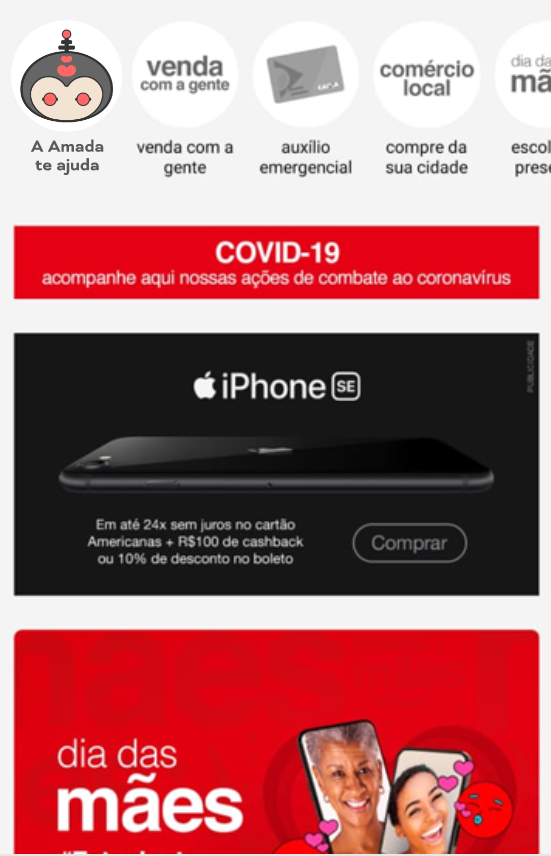 venda
com a gente
CAIXA
comércio
local
dia da
mã
A Amada
te ajuda
venda com a
gente
auxílio
emergencial
compre da
sua cidade
escol
prese
COVID-19
acompanhe aqui nossas ações de combate ao coronavírus
PUBLICIDADE
iPhone SE
Em até 24x sem juros no cartão
Americanas + R$100 de cashback
ou 10% de desconto no boleto
Comprar
dia das
mães